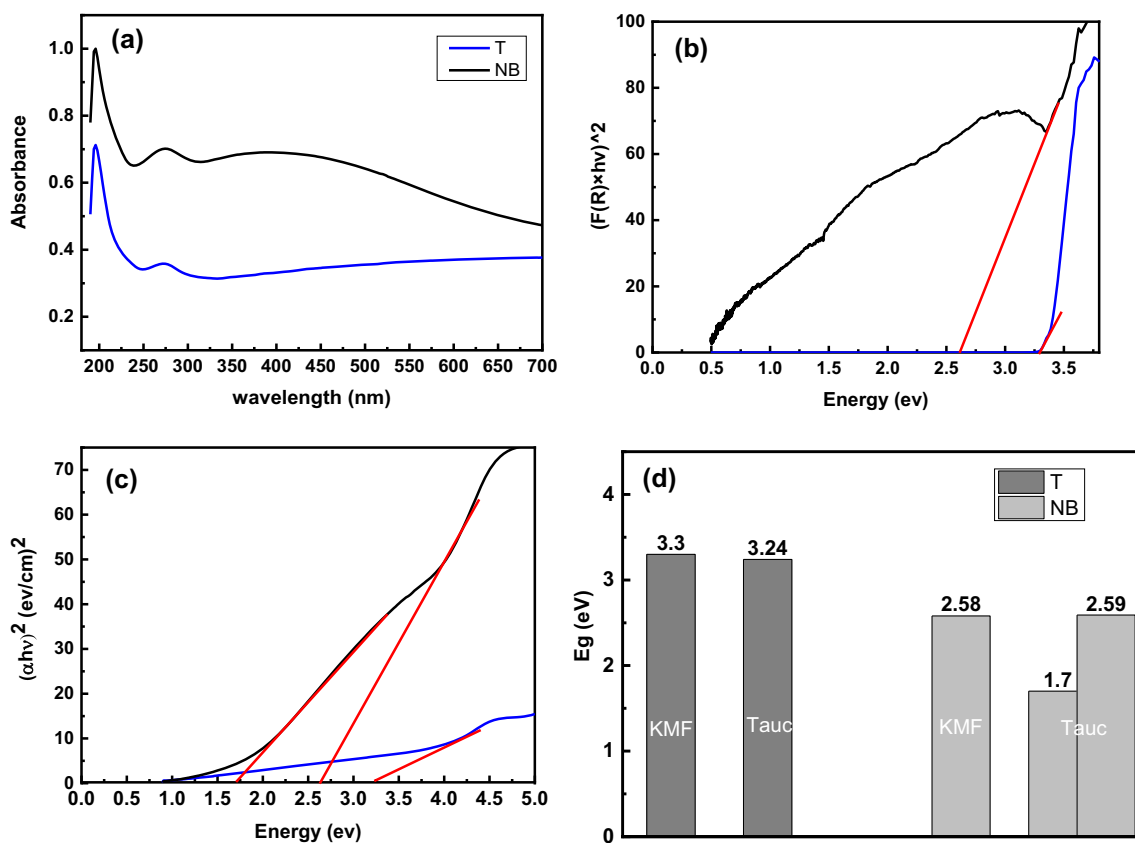 (a)
T
NB
Absorbance
1.0
0.8
0.6
0.4
0.2
200 250 300 350 400 450 500 550 600 650 700
wavelength (nm)
(b)
(F(R)×hv)^2
100
80
60
40
20
0
0.0 0.5 1.0 1.5 2.0 2.5 3.0 3.5
Energy (ev)
(c)
(αhν)2 (ev/cm)2
70
60
50
40
30
20
10
0
0.0 0.5 1.0 1.5 2.0 2.5 3.0 3.5 4.0 4.5 5.0
Energy (ev)
(d)
T
NB
Eg (eV)
4
3
2
1
0
3.3
3.24
2.58
1.7
2.59
KMF
Tauc
KMF
Tauc